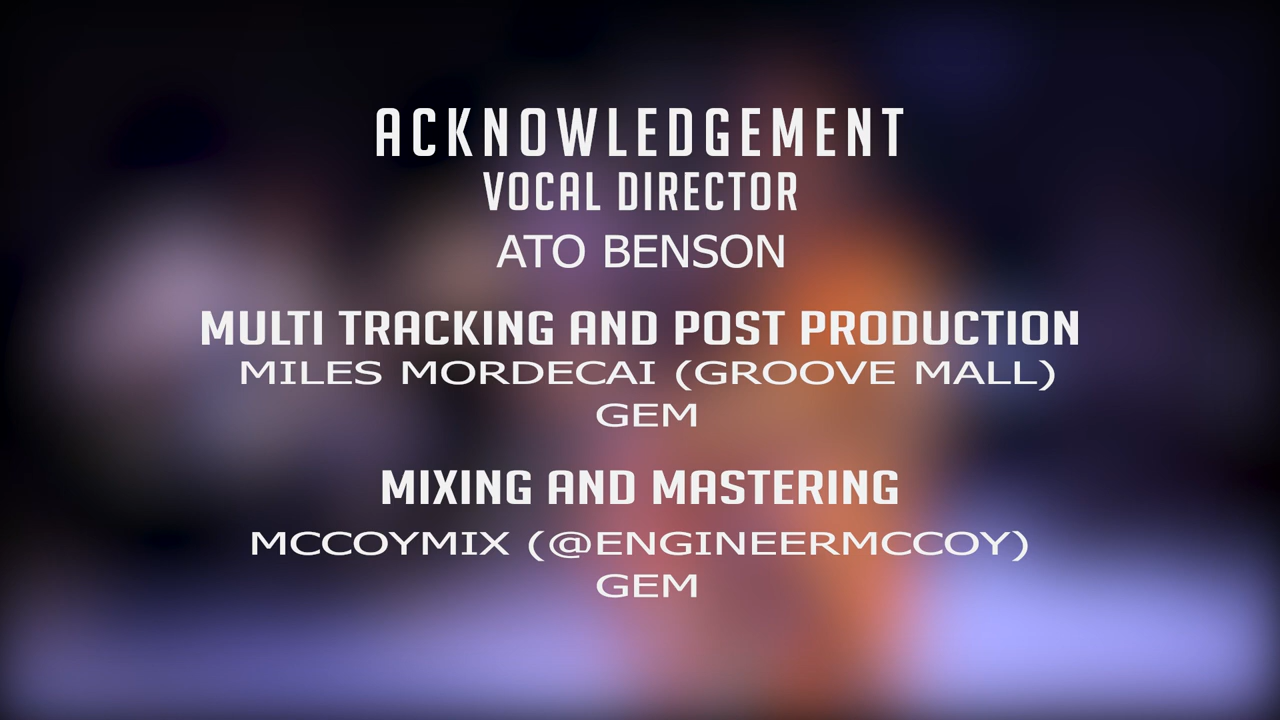 ACKNOWLEDGEMENT
VOCAL DIRECTOR
ATO BENSON
MULTI TRACKING AND POST PRODUCTION
MILES MORDECAI (GROOVE MALL)
GEM
MIXING AND MASTERING
MCCOYMIX (@ENGINEERMCCOY)
GEM